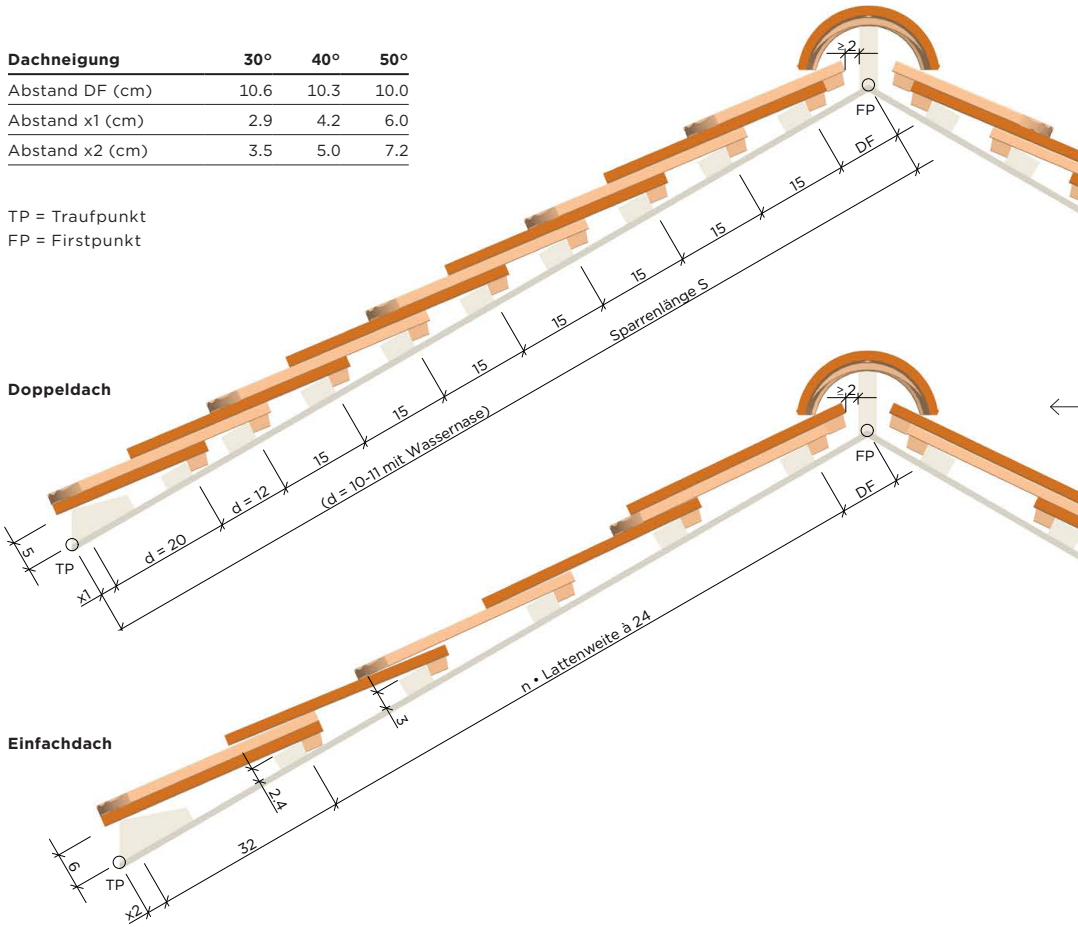 Dachneigung 30° 40° 50°
Abstand DF (cm) 10.6 10.3 10.0
Abstand x1 (cm) 2.9 4.2 6.0
Abstand x2 (cm) 3.5 5.0 7.2
TP = Traufpunkt
FP = Firstpunkt
≥ 2
FP
DF
15
15
15
15
15
15
15
d = 12
d = 20
x1
5
TP
Sparrenlänge S
(d = 10-11 mit Wassernase)
Doppeldach
≥ 2
FP
DF
n • Lattenweite à 24
3
Einfachdach
2.4
32
6
TP
x2